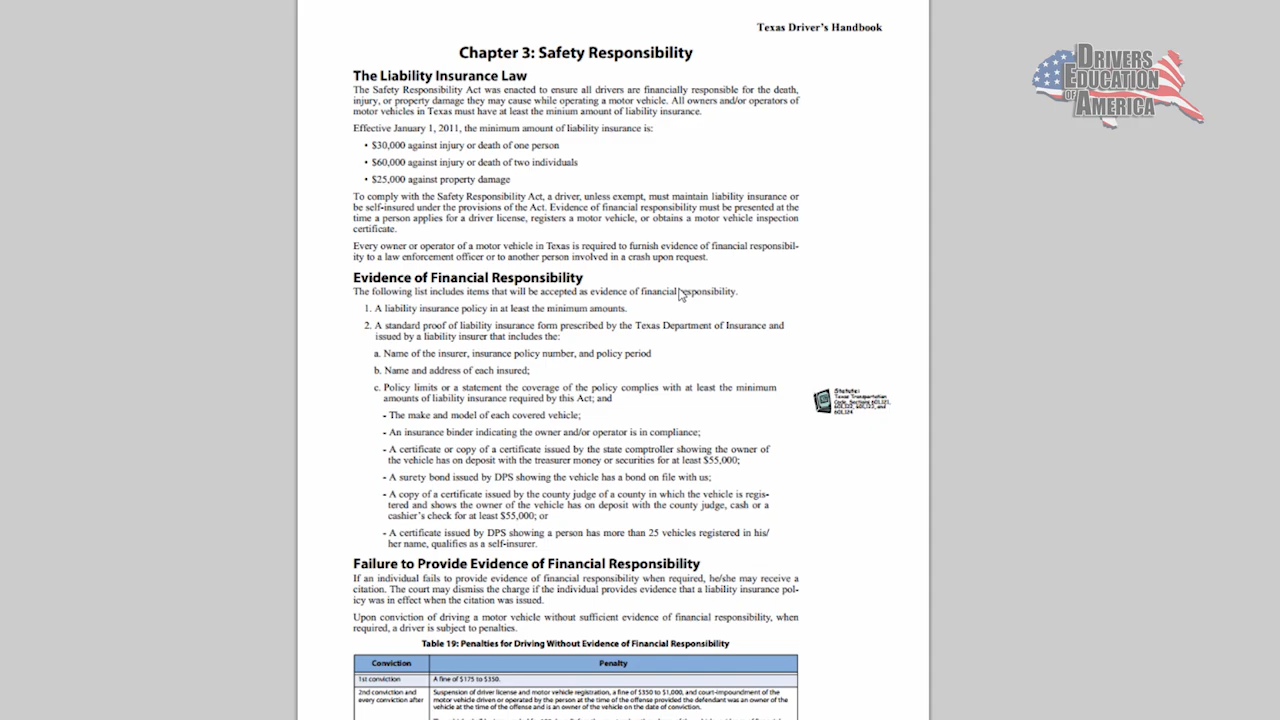 Texas Driver's Handbook
DRIVERS
EDUCATION
OF
AMERICA
Chapter 3: Safety Responsibility
The Liability Insurance Law
The Safety Responsibility Act was enacted to ensure all drivers are financially responsible for the death,
injury, or property damage they may cause while operating a motor vehicle. All owners and/or operators of
motor vehicles in Texas must have at least the minium amount of liability insurance.
Effective January 1, 2011, the minimum amount of liability insurance is:
• $30,000 against injury or death of one person
• $60,000 against injury or death of two individuals
• $25,000 against property damage
To comply with the Safety Responsibility Act, a driver, unless exempt, must maintain liability insurance or
be self-insured under the provisions of the Act. Evidence of financial responsibility must be presented at the
time a person applies for a driver license, registers a motor vehicle, or obtains a motor vehicle inspection
certificate.
Every owner or operator of a motor vehicle in Texas is required to furnish evidence of financial responsibil-
ity to a law enforcement officer or to another person involved in a crash upon request.
Evidence of Financial Responsibility
The following list includes items that will be accepted as evidence of financial responsibility.
1. A liability insurance policy in at least the minimum amounts.
2. A standard proof of liability insurance form prescribed by the Texas Department of Insurance and
issued by a liability insurer that includes the:
a. Name of the insurer, insurance policy number, and policy period
b. Name and address of each insured;
c. Policy limits or a statement the coverage of the policy complies with at least the minimum
amounts of liability insurance required by this Act; and
- The make and model of each covered vehicle;
- An insurance binder indicating the owner and/or operator is in compliance;
- A certificate or copy of a certificate issued by the state comptroller showing the owner of
the vehicle has on deposit with the treasurer money or securities for at least $55,000;
- A surety bond issued by DPS showing the vehicle has a bond on file with us;
- A copy of a certificate issued by the county judge of a county in which the vehicle is regis-
tered and shows the owner of the vehicle has on deposit with the county judge, cash or a
cashier's check for at least $55,000; or
- A certificate issued by DPS showing a person has more than 25 vehicles registered in his/
her name, qualifies as a self-insurer.
Statute:
Texas Transportation
Code, Sections 601.121,
601.122, 601.123, and
601.124
Failure to Provide Evidence of Financial Responsibility
If an individual fails to provide evidence of financial responsibility when required, he/she may receive a
citation. The court may dismiss the charge if the individual provides evidence that a liability insurance pol-
icy was in effect when the citation was issued.
Upon conviction of driving a motor vehicle without sufficient evidence of financial responsibility, when
required, a driver is subject to penalties.
Table 19: Penalties for Driving Without Evidence of Financial Responsibility
Conviction Penalty
1st conviction A fine of $175 to $350.
2nd conviction and Suspension of driver license and motor vehicle registration, a fine of $350 to $1,000, and court-impoundment of the
every conviction after motor vehicle driven or operated by the person at the time of the offense provided the defendant was an owner of the
vehicle at the time of the offense and is an owner of the vehicle on the date of conviction.